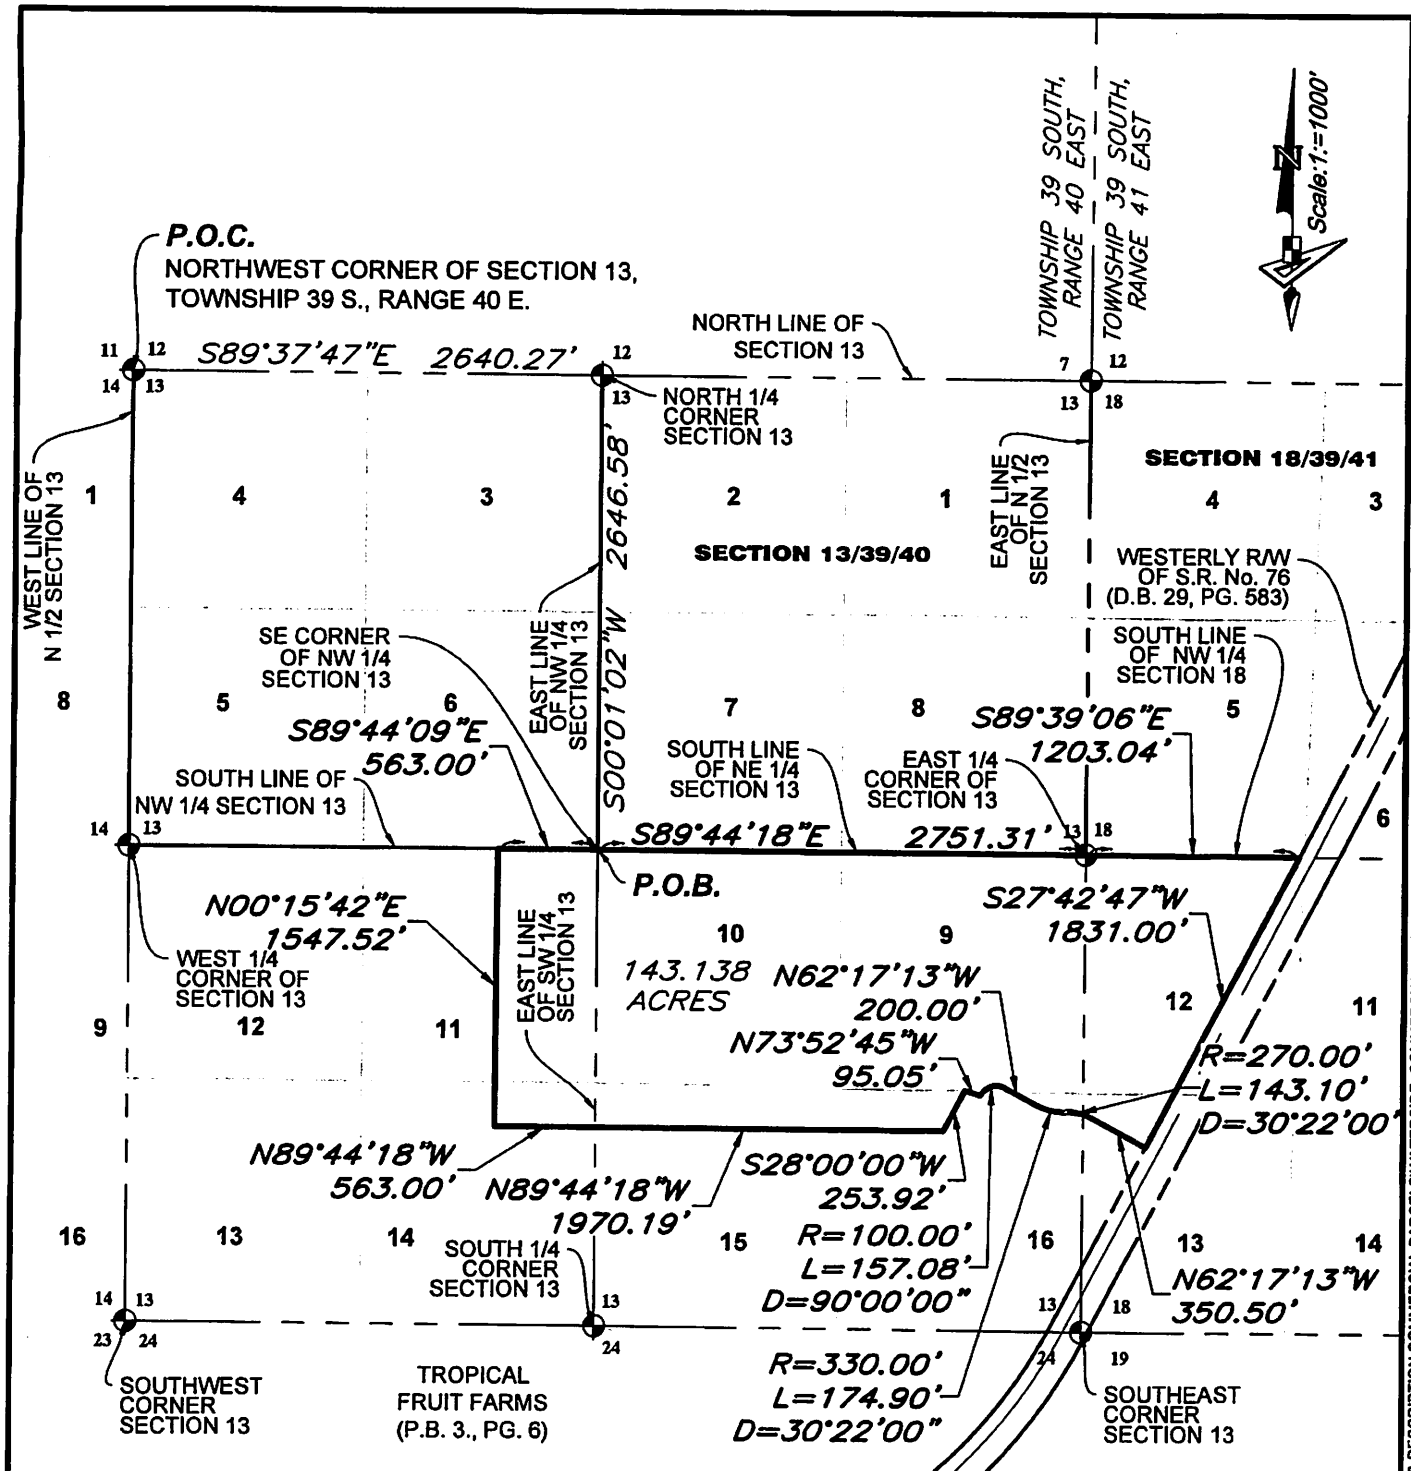 TOWNSHIP 39 SOUTH,
RANGE 40 EAST
TOWNSHIP 39 SOUTH,
RANGE 41 EAST
N
Scale:1:=1000'
P.O.C.
NORTHWEST CORNER OF SECTION 13,
TOWNSHIP 39 S., RANGE 40 E.
NORTH LINE OF
SECTION 13
11 12
14 13
S89°37'47"E 2640.27'
12
13
NORTH 1/4
CORNER
SECTION 13
7 12
13 18
WEST LINE OF
N 1/2 SECTION 13
2646.58'
S00°01'02"W
EAST LINE
OF N 1/2
SECTION 13
SECTION 18/39/41
1
4
3
2
1
4
3
SECTION 13/39/40
WESTERLY R/W
OF S.R. No. 76
(D.B. 29, PG. 583)
SE CORNER
OF NW 1/4
SECTION 13
EAST LINE
OF NW 1/4
SECTION 13
SOUTH LINE
OF NW 1/4
SECTION 18
8
5
6
7
8
5
S89°44'09"E
563.00'
S89°39'06"E
1203.04'
SOUTH LINE OF
NW 1/4 SECTION 13
SOUTH LINE
OF NE 1/4
SECTION 13
EAST 1/4
CORNER OF
SECTION 13
6
14 13
S89°44'18"E 2751.31'
13 18
P.O.B.
N00°15'42"E
1547.52'
S27°42'47"W
1831.00'
WEST 1/4
CORNER OF
SECTION 13
EAST LINE
OF SW 1/4
SECTION 13
10
9
143.138
ACRES
N62°17'13"W
200.00'
9
12
11
12
11
N73°52'45"W
95.05'
R=270.00'
L=143.10'
D=30°22'00"
N89°44'18"W
563.00'
N89°44'18"W
1970.19'
S28°00'00"W
253.92'
R=100.00'
L=157.08'
D=90°00'00"
16
13
14
15
16
13
14
SOUTH 1/4
CORNER
SECTION 13
N62°17'13"W
350.50'
14 13
23 24
13
24
13 18
24 19
R=330.00'
L=174.90'
D=30°22'00"
SOUTHWEST
CORNER
SECTION 13
TROPICAL
FRUIT FARMS
(P.B. 3., PG. 6)
SOUTHEAST
CORNER
SECTION 13